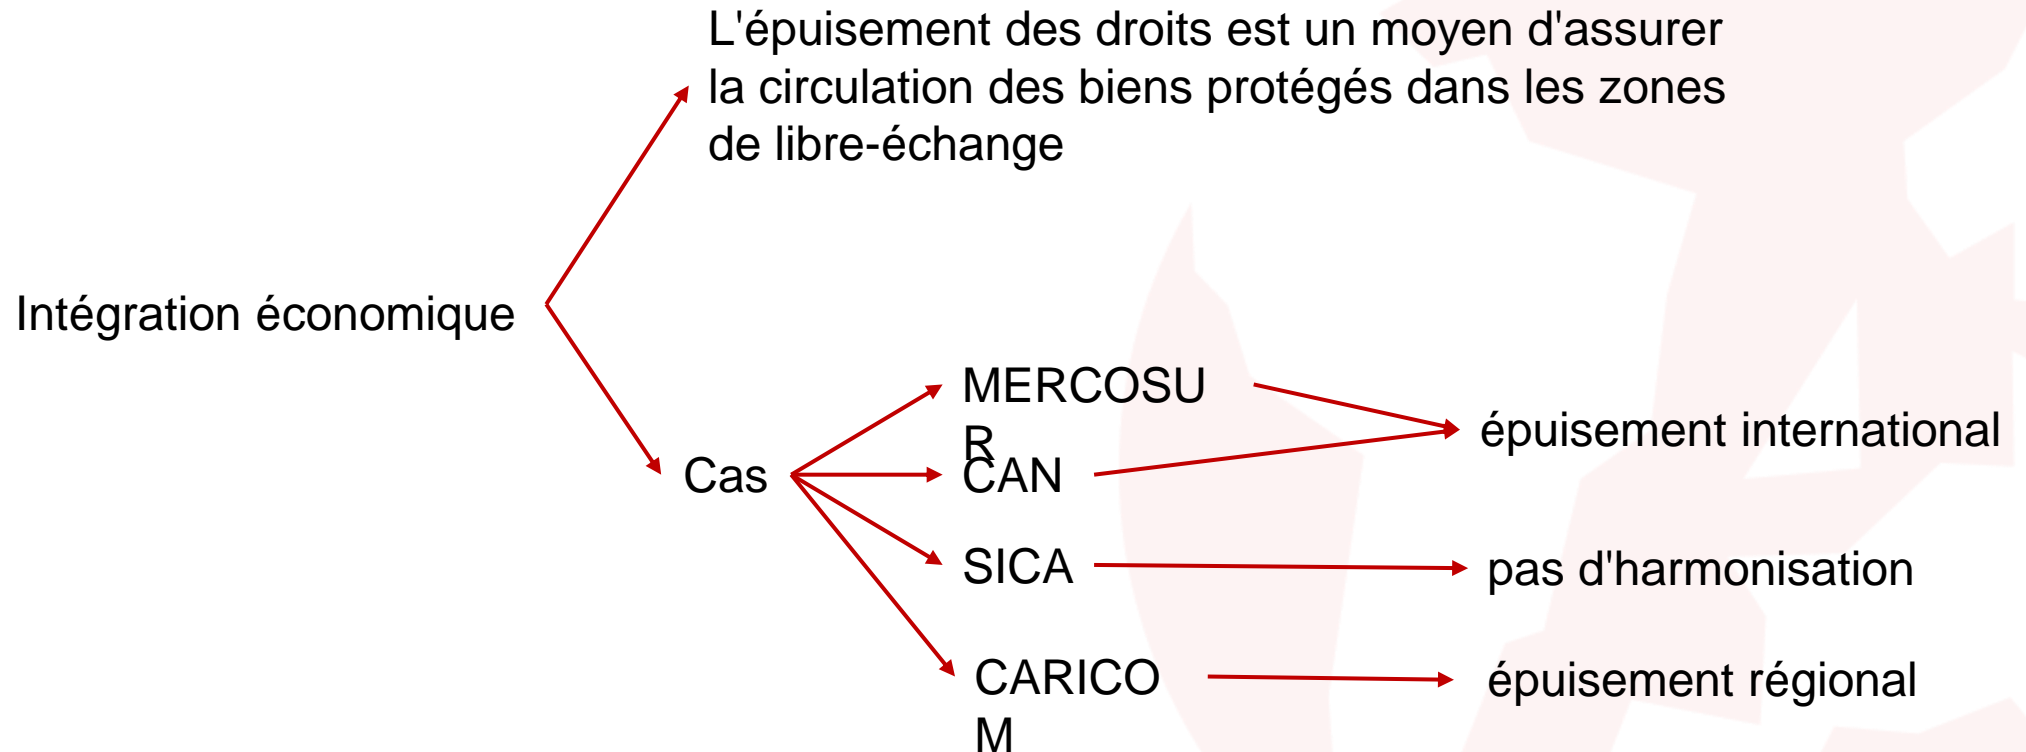 L'épuisement des droits est un moyen d'assurer
la circulation des biens protégés dans les zones
de libre-échange
Intégration économique
Cas
MERCOSU
R
CAN
SICA
CARICO
M
épuisement international
pas d'harmonisation
épuisement régional